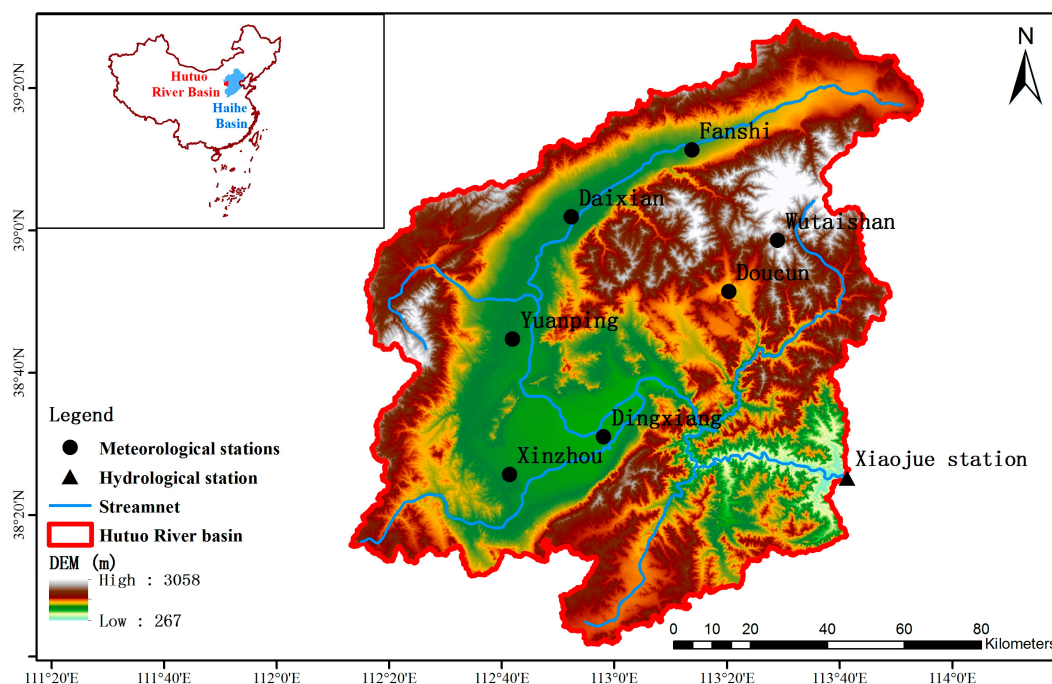 Hutuo
River Basin
Haihe
Basin
N
39°20'N
39°0'N
38°40'N
38°20'N
Fanshi
Daixian
Wutaishan
Doucun
Yuanping
Dingxiang
Xinzhou
Xiaojue station
Legend
Meteorological stations
Hydrological station
Streamnet
Hutuo River basin
DEM (m)
High : 3058
Low : 267
0 5 10 20 40 60 80
Kilometers
111°20'E 111°40'E 112°0'E 112°20'E 112°40'E 113°0'E 113°20'E 113°40'E 114°0'E